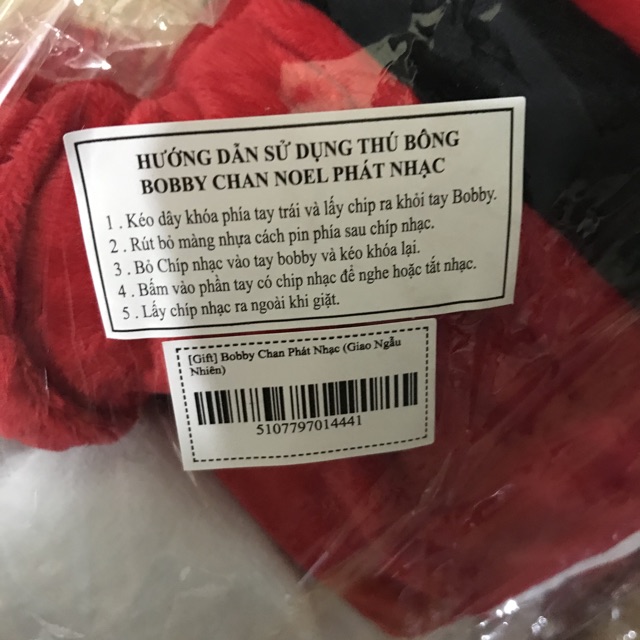 HƯỚNG DẪN SỬ DỤNG THÚ BÔNG
BOBBY CHAN NOEL PHÁT NHẠC
1 . Kéo dây khóa phía tay trái và lấy chip ra khỏi tay Bobby.
2 . Rút bỏ màng nhựa cách pin phía sau chíp nhạc.
3 . Bỏ Chíp nhạc vào tay bobby và kéo khóa lại.
4 . Bấm vào phần tay có chip nhạc để nghe hoặc tắt nhạc.
5 . Lấy chíp nhạc ra ngoài khi giặt.
[Gift] Bobby Chan Phát Nhạc (Giao Ngẫu
Nhiên)
5107797014441